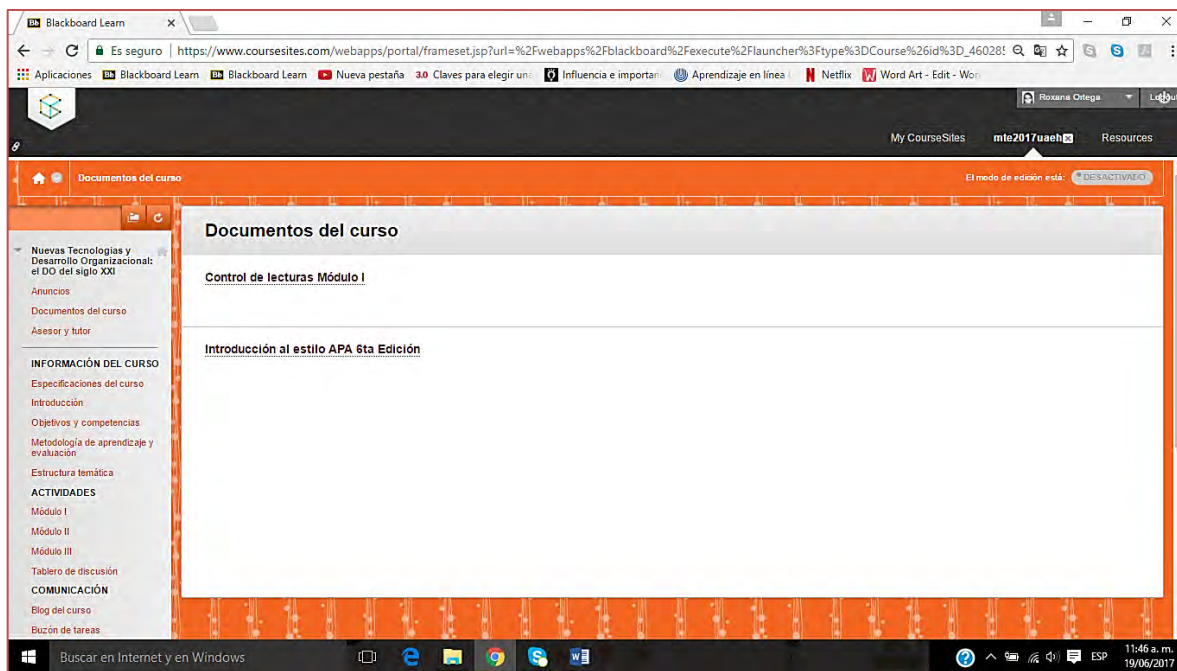 Bb Blackboard Learn
Es seguro | https://www.coursesites.com/webapps/portal/frameset.jsp?url=%2Fwebapps%2Fblackboard%2Fexecute%2Flauncher%3Ftype%3DCourse%26id%3D_46028
Aplicaciones Bb Blackboard Learn Bb Blackboard Learn Nueva pestaña 3.0 Claves para elegir un Influencia e importan Aprendizaje en línea Netflix Word Art - Edit - Wor
Roxana Ortega
My CourseSites mte2017uaeh Resources
Documentos del curso El modo de edición está: DESACTIVADO
Documentos del curso
Nuevas Tecnologías y
Desarrollo Organizacional:
el DO del siglo XXI
Anuncios
Documentos del curso
Asesor y tutor
INFORMACIÓN DEL CURSO
Especificaciones del curso
Introducción
Objetivos y competencias
Metodología de aprendizaje y
evaluación
Estructura temática
ACTIVIDADES
Módulo I
Módulo II
Módulo III
Tablero de discusión
COMUNICACIÓN
Blog del curso
Buzón de tareas
Control de lecturas Módulo I
Introducción al estilo APA 6ta Edición
Buscar en Internet y en Windows
ESP
11:46 a. m.
19/06/2017